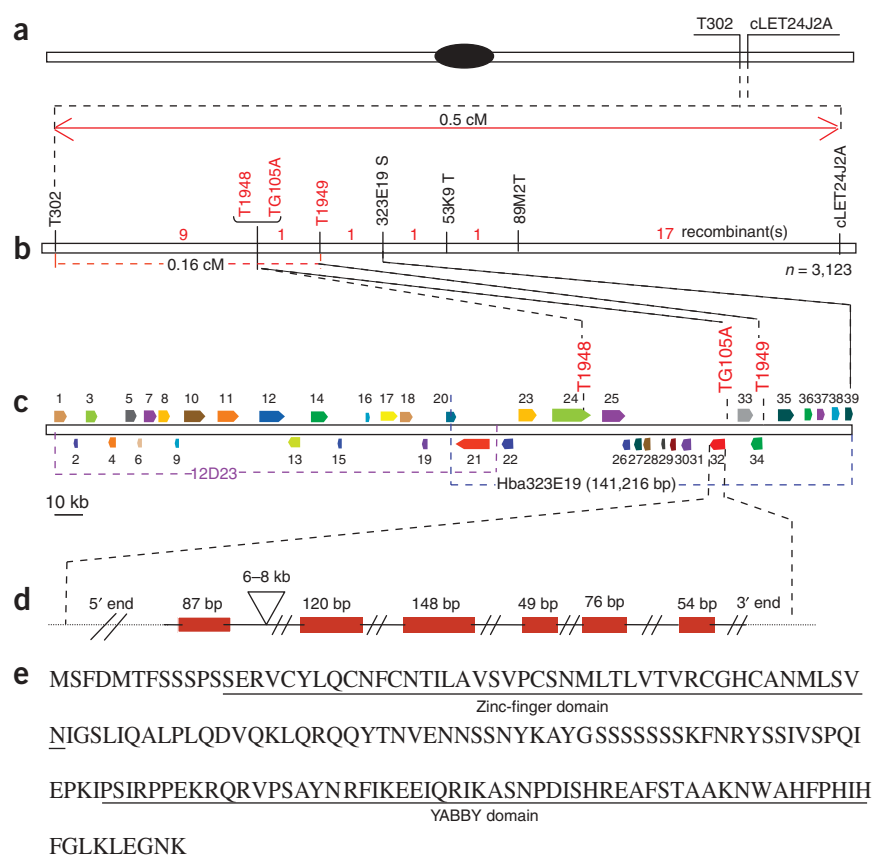 a
T302 cLET24J2A
0.5 cM
T302
T1948
TG105A
T1949
323E19 S
53K9 T
89M2T
cLET24J2A
b
9 1 1 1 1 17 recombinant(s)
0.16 cM
n = 3,123
T1948
TG105A
T1949
c
1 3 5 7 8 10 11 12 14 16 17 18 20 23 24 25 33 35 36 37 38 39
2 4 6 9 13 15 19 21 22 26 27 28 29 30 31 32 34
12D23
Hba323E19 (141,216 bp)
10 kb
d
6–8 kb
5′ end 87 bp 120 bp 148 bp 49 bp 76 bp 54 bp 3′ end
e
MSFDMTFSSSPSSERVCYLQCNFCNTILAVSVPCSNMLTLVTVRCGHCANMLSV
Zinc-finger domain
NIGSLIQALPLQDVQKLQRQQYTNVENNSSNYKAYGSSSSSSSKFNRYSSIVSPQI
EPKIPSIRPPEKRQRVPSAYNRFIKEEIQRIKASNPDISHREAFSTAAKNWAHFPHIH
YABBY domain
FGLKLEGNK